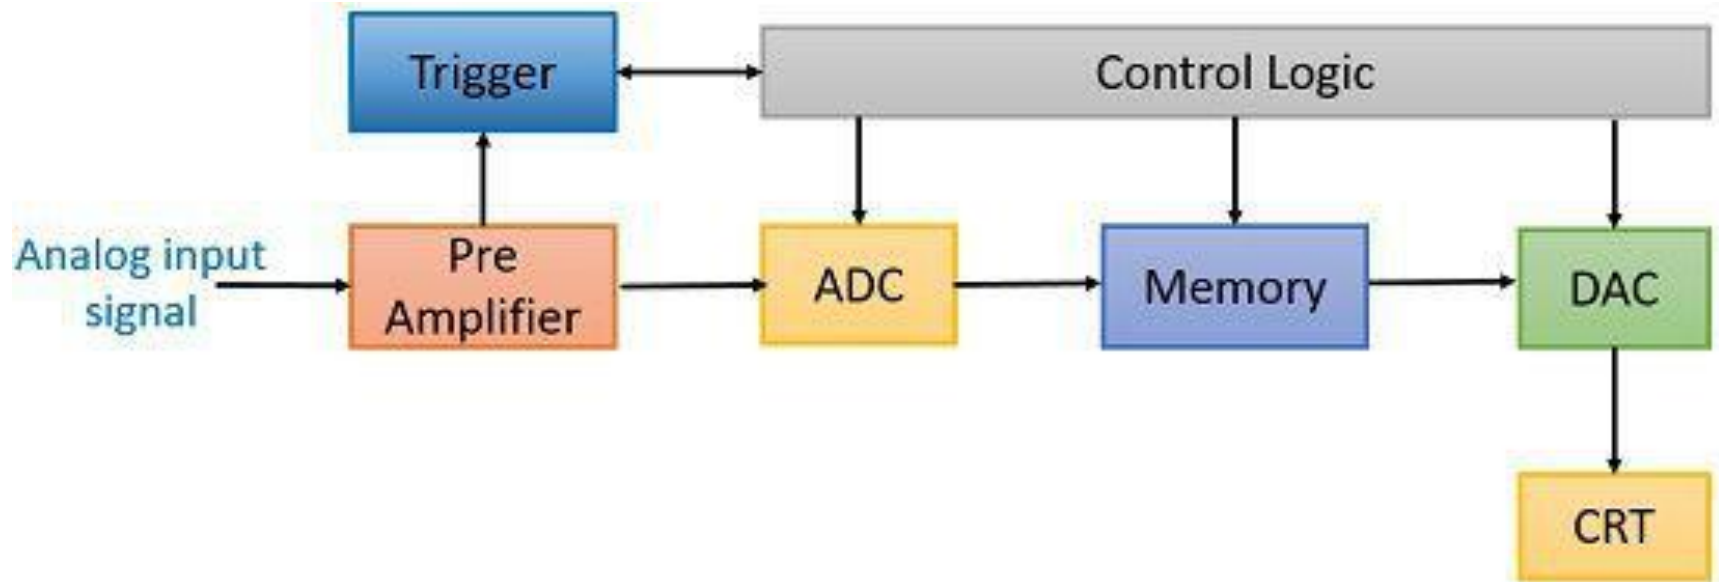 Trigger
Control Logic
Analog input
signal
Pre
Amplifier
ADC
Memory
DAC
CRT